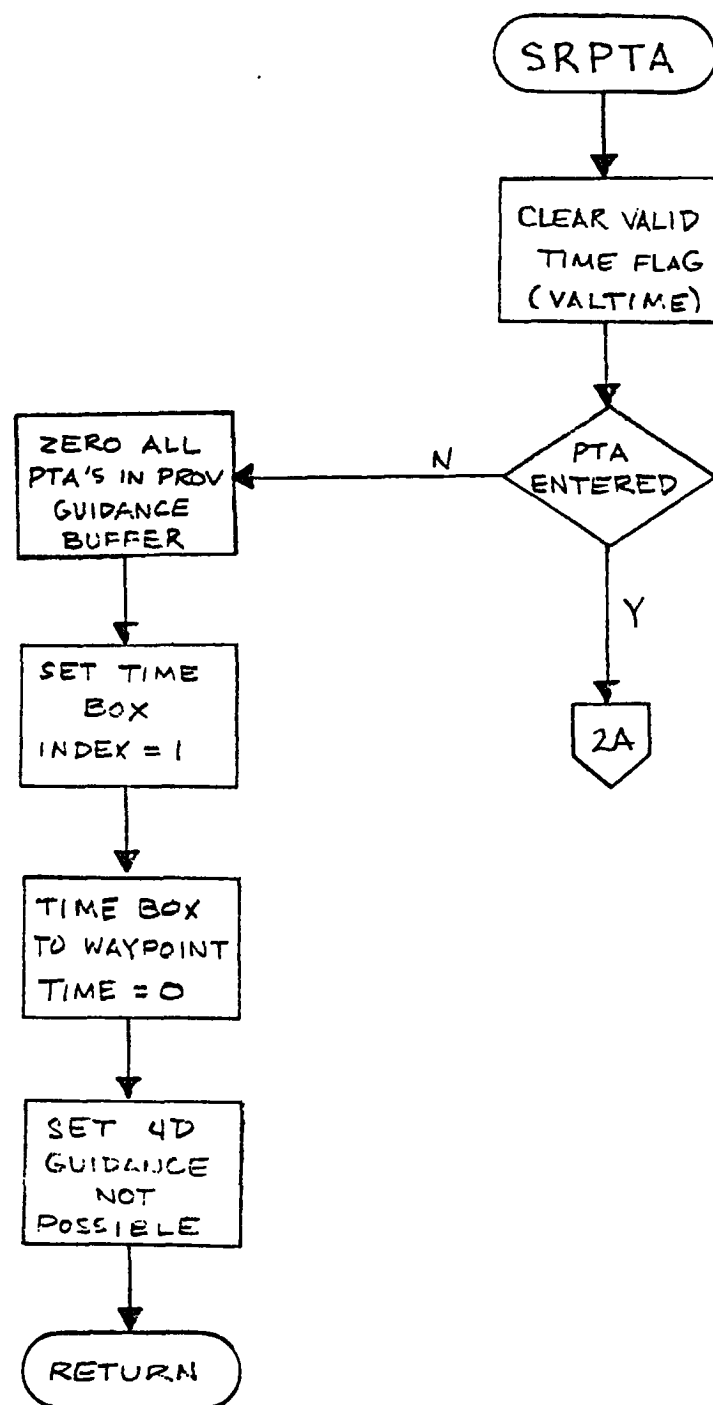 SRPTA
CLEAR VALID
TIME FLAG
(VALTIME)
PTA
ENTERED
N
Y
2A
ZERO ALL
PTA'S IN PROV
GUIDANCE
BUFFER
SET TIME
BOX
INDEX = 1
TIME BOX
TO WAYPOINT
TIME = 0
SET 4D
GUIDANCE
NOT
POSSIBLE
RETURN